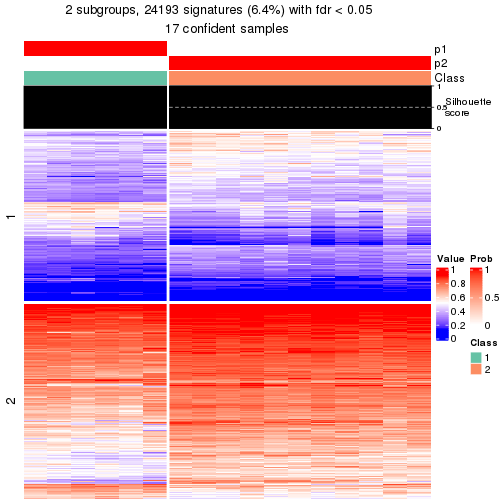 2 subgroups, 24193 signatures (6.4%) with fdr < 0.05
17 confident samples
p1
p2
Class
1
0.5
0
Silhouette
score
1
2
Value
1
0.8
0.6
0.4
0.2
0
Prob
1
0.5
0
Class
1
2